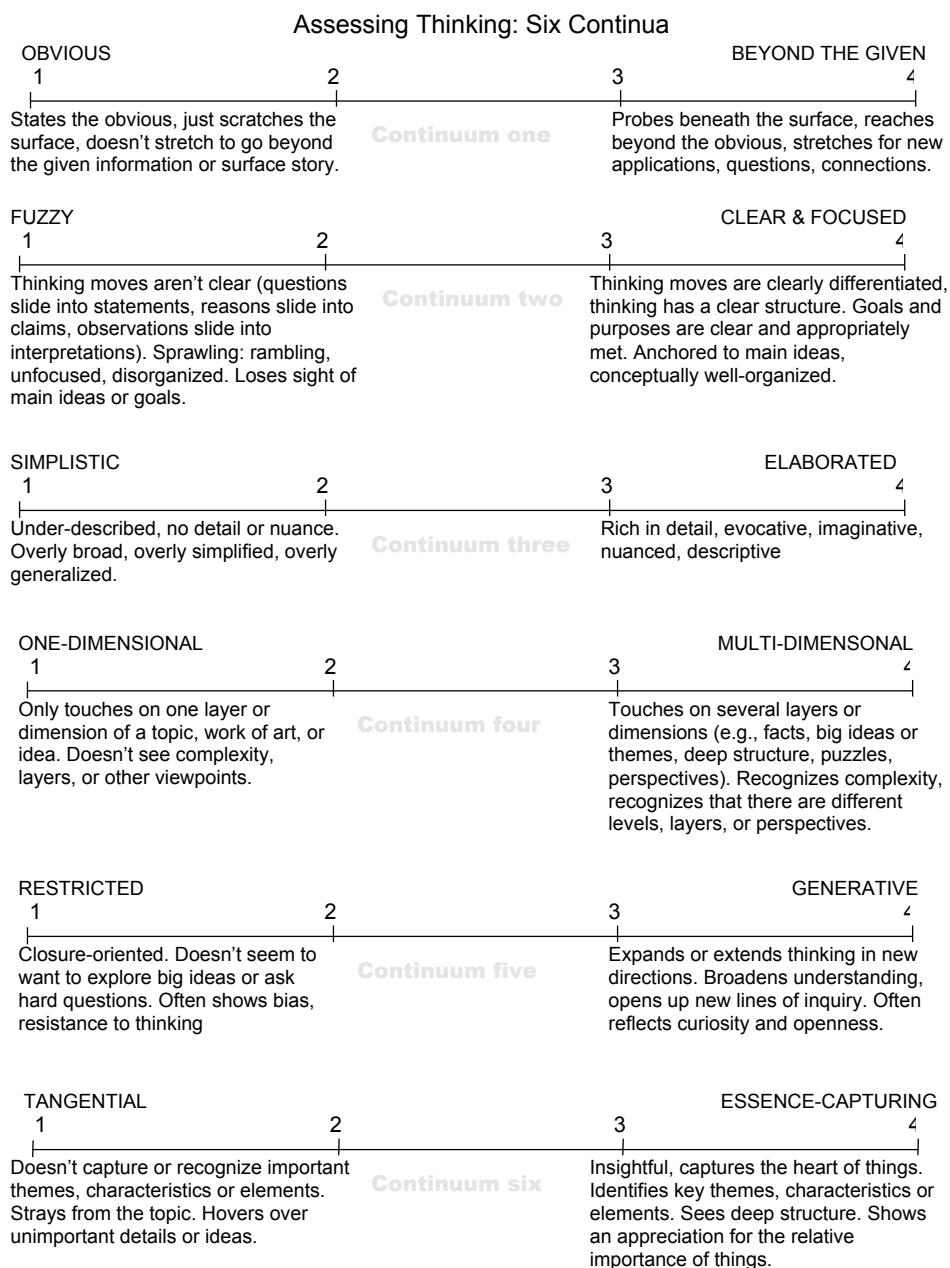 Assessing Thinking: Six Continua
OBVIOUS
BEYOND THE GIVEN
1 2 3 4
States the obvious, just scratches the
surface, doesn’t stretch to go beyond
the given information or surface story.
Continuum one
Probes beneath the surface, reaches
beyond the obvious, stretches for new
applications, questions, connections.
FUZZY
CLEAR & FOCUSED
1 2 3 4
Thinking moves aren’t clear (questions
slide into statements, reasons slide into
claims, observations slide into
interpretations). Sprawling: rambling,
unfocused, disorganized. Loses sight of
main ideas or goals.
Continuum two
Thinking moves are clearly differentiated,
thinking has a clear structure. Goals and
purposes are clear and appropriately
met. Anchored to main ideas,
conceptually well-organized.
SIMPLISTIC
ELABORATED
1 2 3 4
Under-described, no detail or nuance.
Overly broad, overly simplified, overly
generalized.
Continuum three
Rich in detail, evocative, imaginative,
nuanced, descriptive
ONE-DIMENSIONAL
MULTI-DIMENSONAL
1 2 3 4
Only touches on one layer or
dimension of a topic, work of art, or
idea. Doesn’t see complexity,
layers, or other viewpoints.
Continuum four
Touches on several layers or
dimensions (e.g., facts, big ideas or
themes, deep structure, puzzles,
perspectives). Recognizes complexity,
recognizes that there are different
levels, layers, or perspectives.
RESTRICTED
GENERATIVE
1 2 3 4
Closure-oriented. Doesn’t seem to
want to explore big ideas or ask
hard questions. Often shows bias,
resistance to thinking
Continuum five
Expands or extends thinking in new
directions. Broadens understanding,
opens up new lines of inquiry. Often
reflects curiosity and openness.
TANGENTIAL
ESSENCE-CAPTURING
1 2 3 4
Doesn’t capture or recognize important
themes, characteristics or elements.
Strays from the topic. Hovers over
unimportant details or ideas.
Continuum six
Insightful, captures the heart of things.
Identifies key themes, characteristics or
elements. Sees deep structure. Shows
an appreciation for the relative
importance of things.